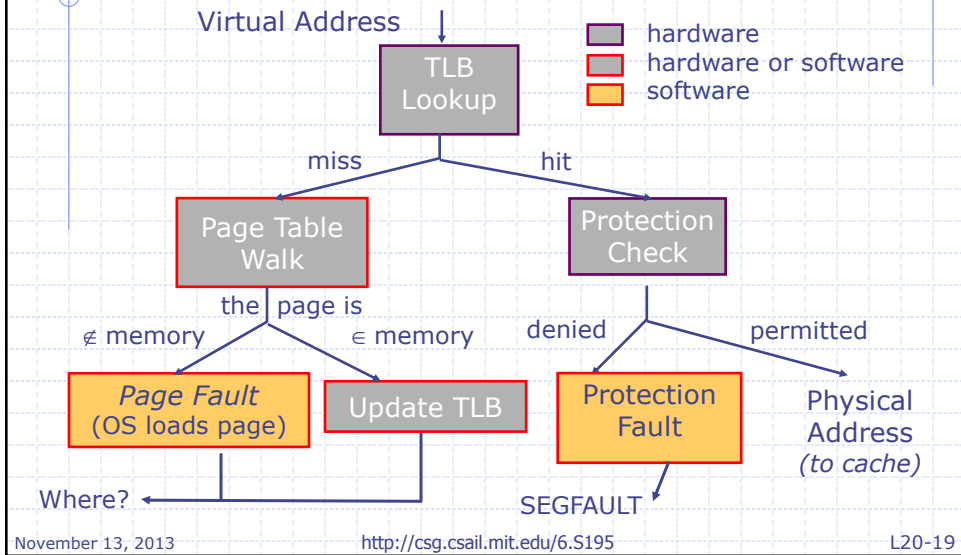 Virtual Address
hardware
hardware or software
software
TLB
Lookup
miss
hit
Page Table
Walk
Protection
Check
the page is
∉ memory
∈ memory
denied
permitted
Page Fault
(OS loads page)
Update TLB
Protection
Fault
Physical
Address
(to cache)
Where?
SEGFAULT
November 13, 2013
http://csg.csail.mit.edu/6.S195
L20-19